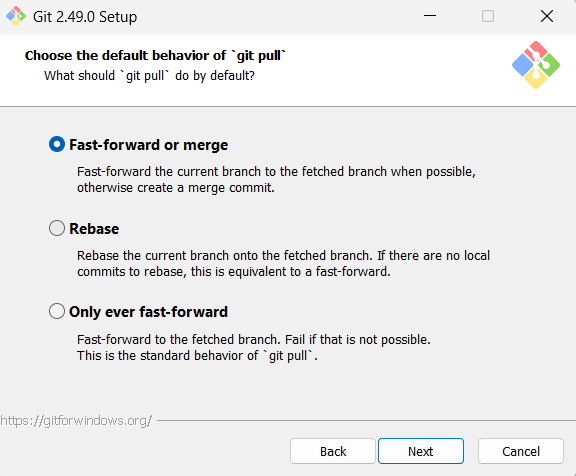 Git 2.49.0 Setup
Choose the default behavior of `git pull`
What should `git pull` do by default?
Fast-forward or merge
Fast-forward the current branch to the fetched branch when possible,
otherwise create a merge commit.
Rebase
Rebase the current branch onto the fetched branch. If there are no local
commits to rebase, this is equivalent to a fast-forward.
Only ever fast-forward
Fast-forward to the fetched branch. Fail if that is not possible.
This is the standard behavior of `git pull`.
https://gitforwindows.org/
Back
Next
Cancel